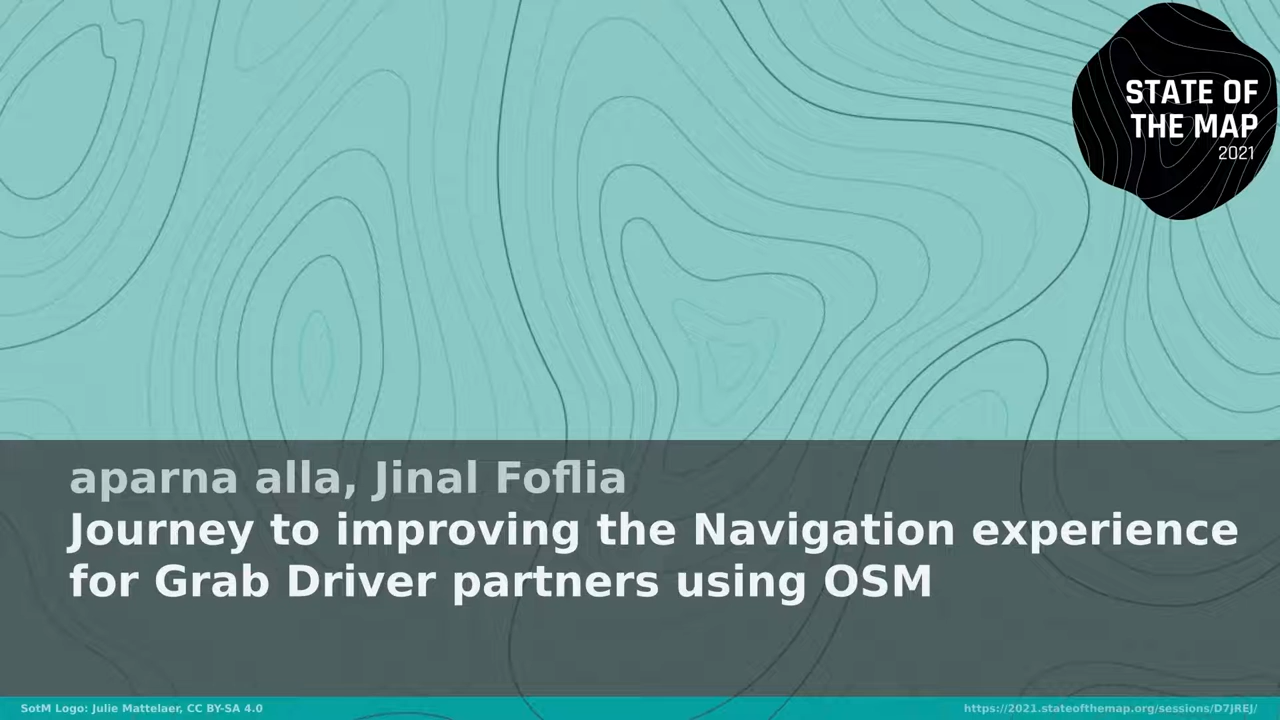 STATE OF
THE MAP
2021
aparna alla, Jinal Foflia
Journey to improving the Navigation experience
for Grab Driver partners using OSM
SotM Logo: Julie Mattelaer, CC BY-SA 4.0
https://2021.stateofthemap.org/sessions/D7JREJ/